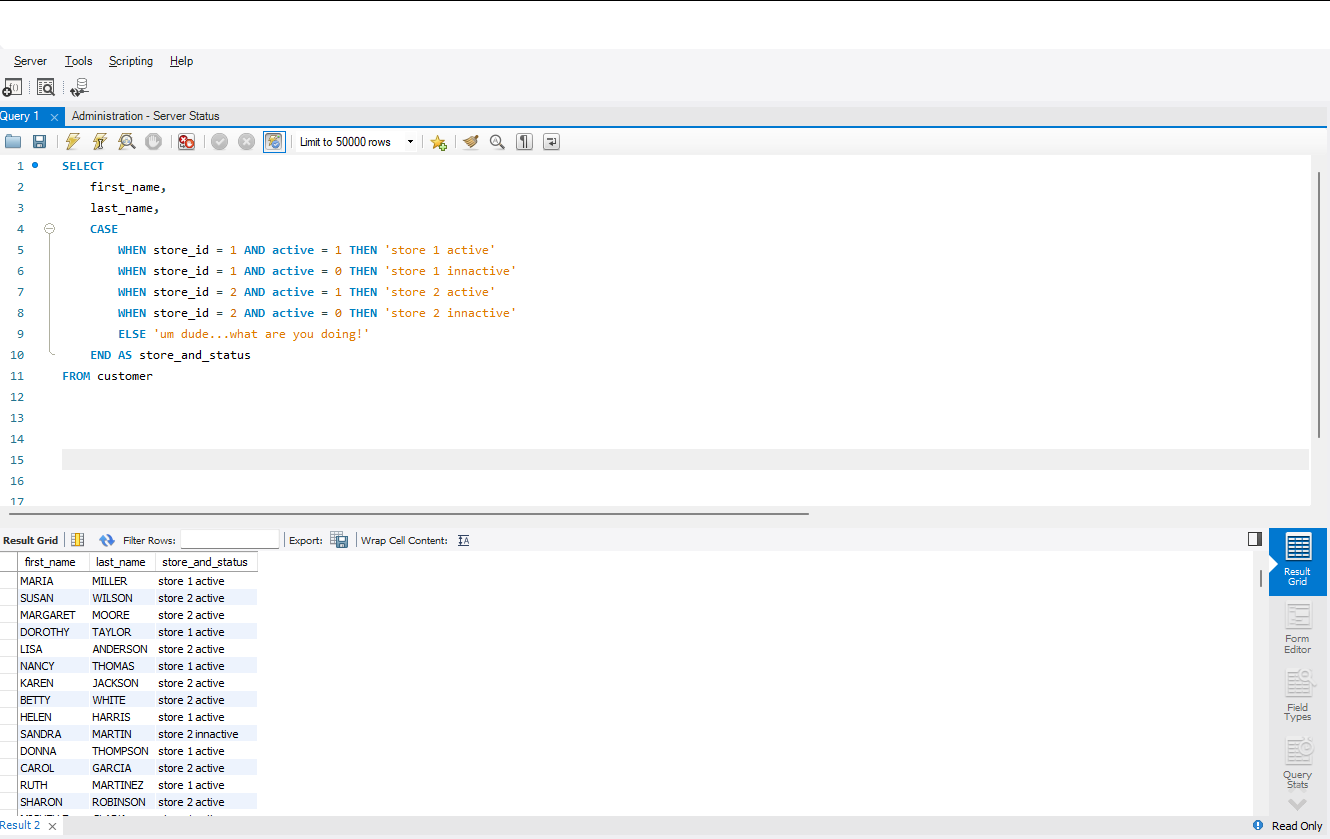 Server Tools Scripting Help
Query 1 Administration - Server Status
Limit to 50000 rows
1 SELECT
2 first_name,
3 last_name,
4 CASE
5 WHEN store_id = 1 AND active = 1 THEN 'store 1 active'
6 WHEN store_id = 1 AND active = 0 THEN 'store 1 innactive'
7 WHEN store_id = 2 AND active = 1 THEN 'store 2 active'
8 WHEN store_id = 2 AND active = 0 THEN 'store 2 innactive'
9 ELSE 'um dude...what are you doing!'
10 END AS store_and_status
11 FROM customer
12
13
14
15
16
17
Result Grid Filter Rows: Export: Wrap Cell Content:
first_name last_name store_and_status
MARIA MILLER store 1 active
SUSAN WILSON store 2 active
MARGARET MOORE store 2 active
DOROTHY TAYLOR store 1 active
LISA ANDERSON store 2 active
NANCY THOMAS store 1 active
KAREN JACKSON store 2 active
BETTY WHITE store 2 active
HELEN HARRIS store 1 active
SANDRA MARTIN store 2 innactive
DONNA THOMPSON store 1 active
CAROL GARCIA store 2 active
RUTH MARTINEZ store 1 active
SHARON ROBINSON store 2 active
Result
Grid
Form
Editor
Field
Types
Query
Stats
Result 2 Read Only